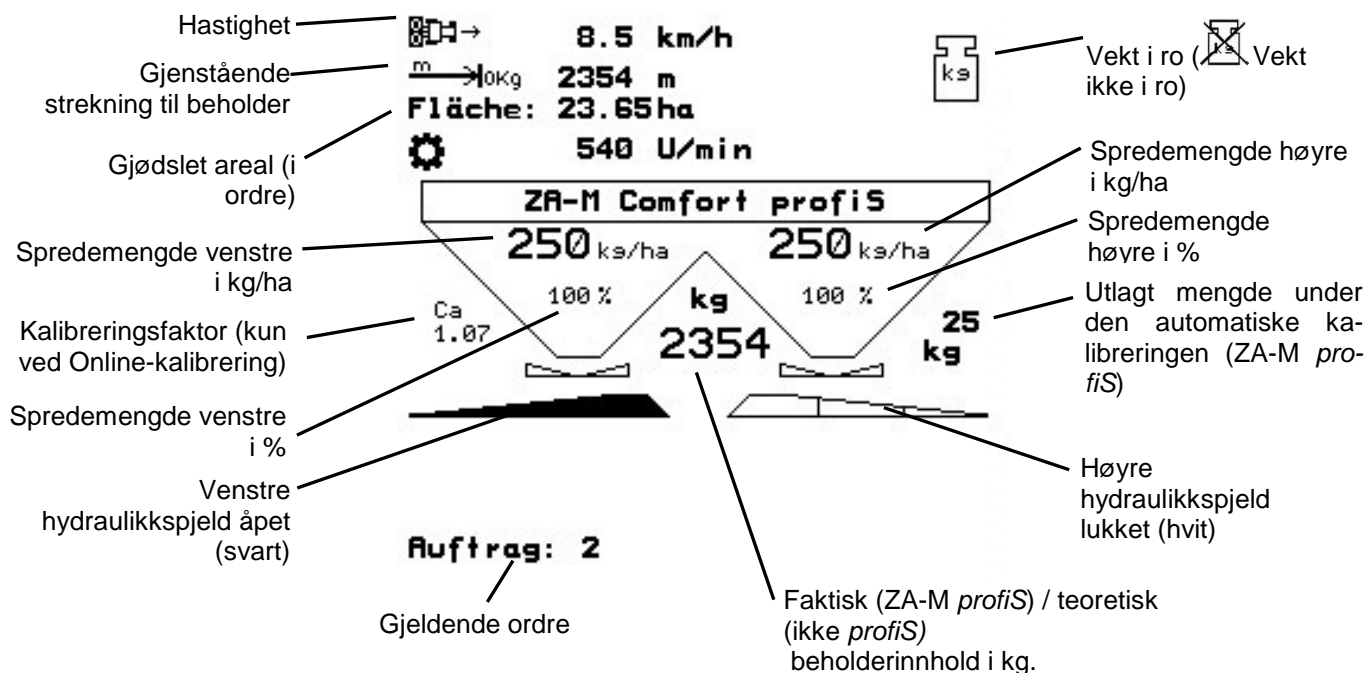 Hastighet
8.5 km/h
Gjenstående
strekning til beholder
m
0Kg 2354 m
Fläche: 23.65 ha
540 U/min
Gjødslet areal (i
ordre)
kg
Vekt i ro ( kg Vekt
ikke i ro)
ZA-M Comfort profiS
Spredemengde høyre
i kg/ha
Spredemengde venstre
i kg/ha
250 kg/ha
250 kg/ha
Spredemengde
høyre i %
100 %
100 %
Kalibreringsfaktor (kun
ved Online-kalibrering)
Ca
1.07
kg
2354
25
kg
Utlagt mengde under
den automatiske ka-
libreringen (ZA-M pro-
fiS)
Spredemengde venstre
i %
Venstre
hydraulikkspjeld åpet
(svart)
Høyre
hydraulikkspjeld
lukket (hvit)
Auftrag: 2
Gjeldende ordre
Faktisk (ZA-M profiS) / teoretisk
(ikke profiS)
beholderinnhold i kg.